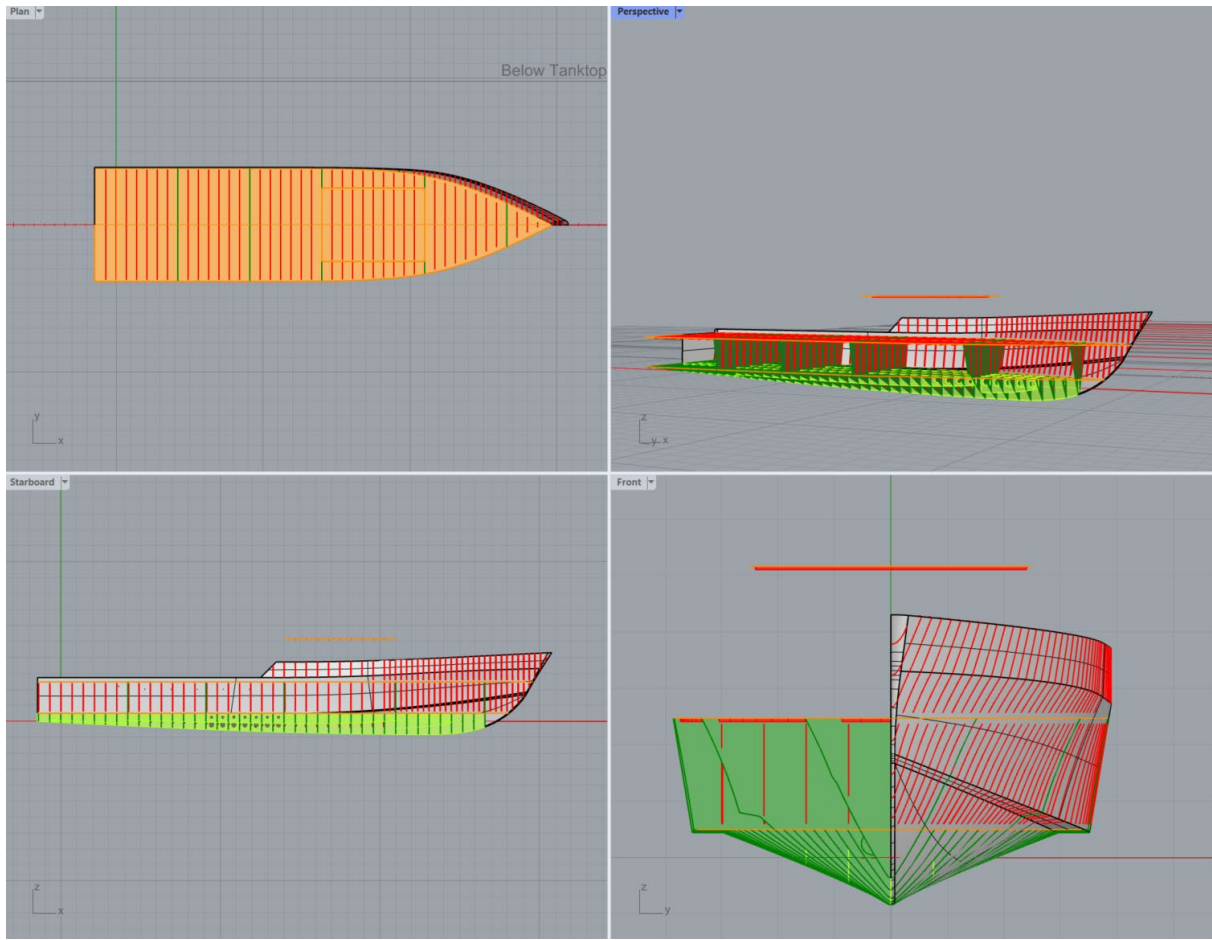 Plan
Below Tanktop
y
x
Perspective
z
y x
Starboard
z
x
Front
z
y